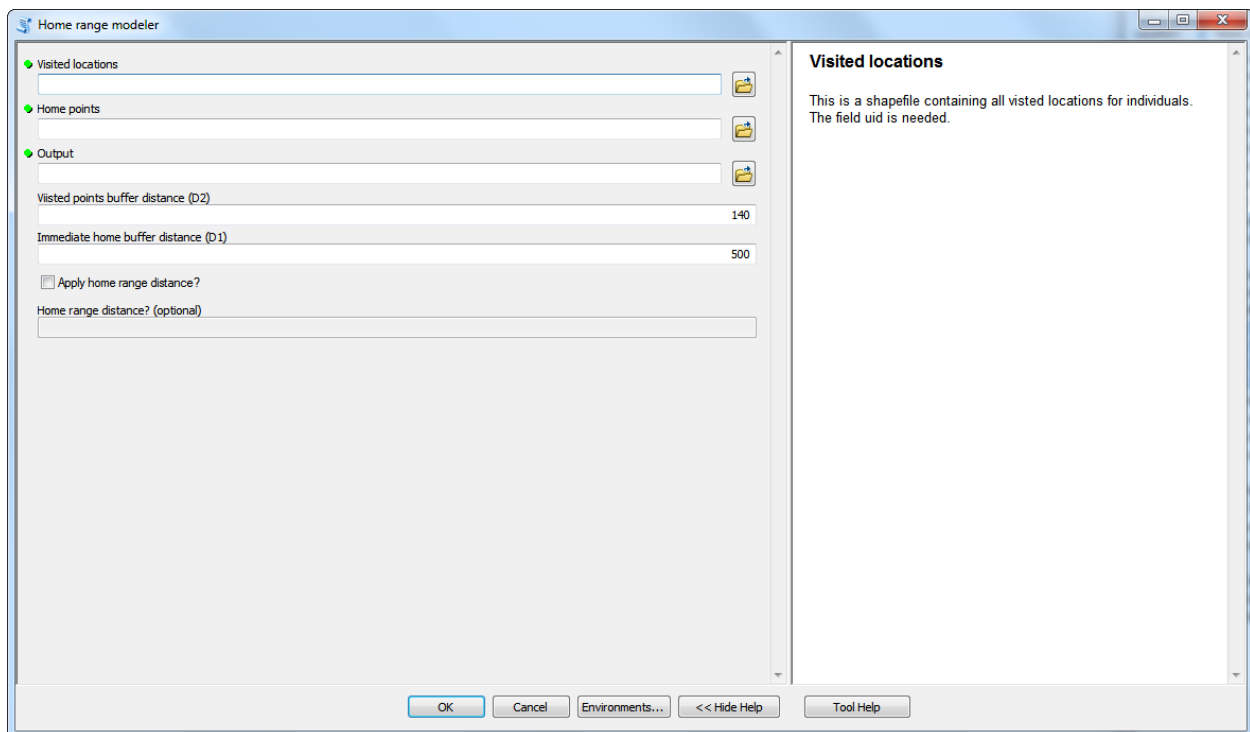 Home range modeler
Visited locations
Home points
Output
Viisted points buffer distance (D2)
140
Immediate home buffer distance (D1)
500
Apply home range distance?
Home range distance? (optional)
Visited locations
This is a shapefile containing all visted locations for individuals.
The field uid is needed.
OK
Cancel
Environments...
<< Hide Help
Tool Help